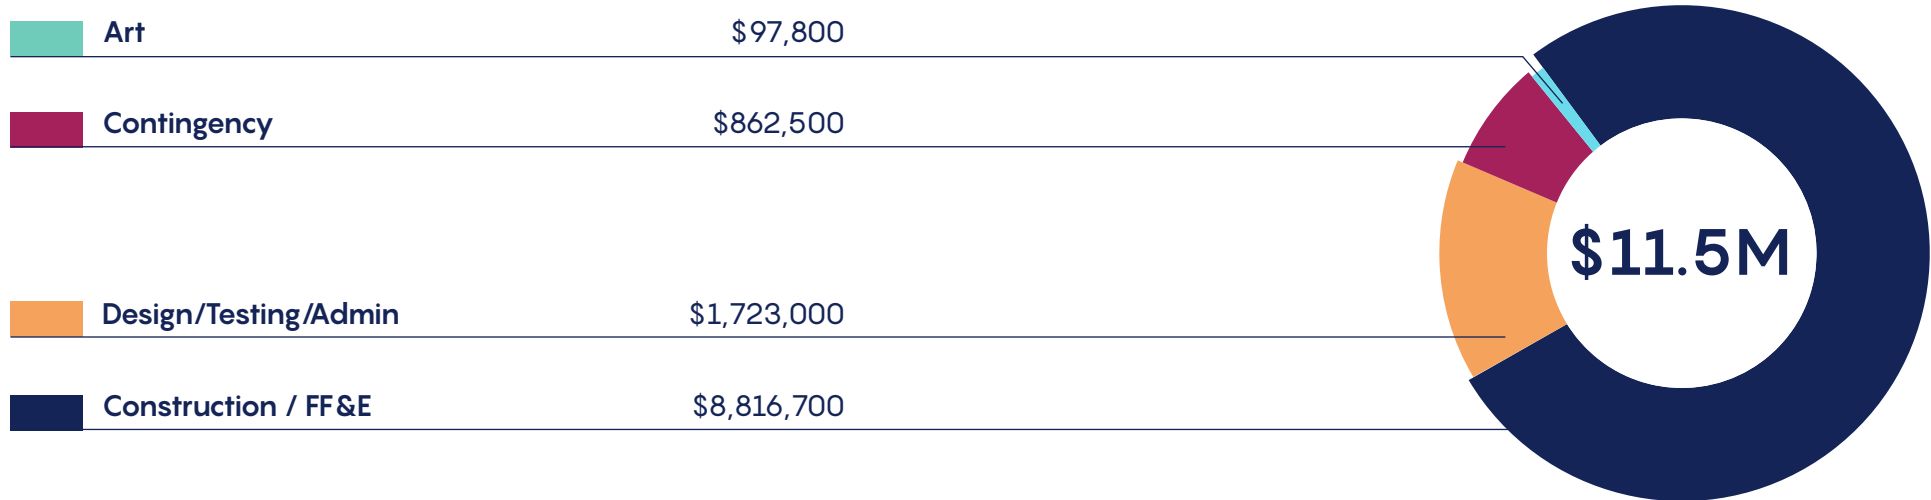 Art $97,800
Contingency $862,500
$11.5M
Design/Testing/Admin $1,723,000
Construction / FF&E $8,816,700